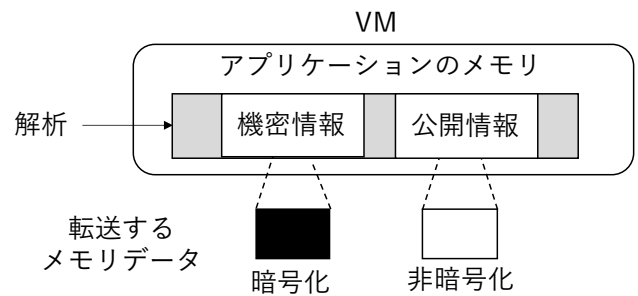 VM
アプリケーションのメモリ
解析
機密情報
公開情報
転送する
メモリデータ
暗号化
非暗号化